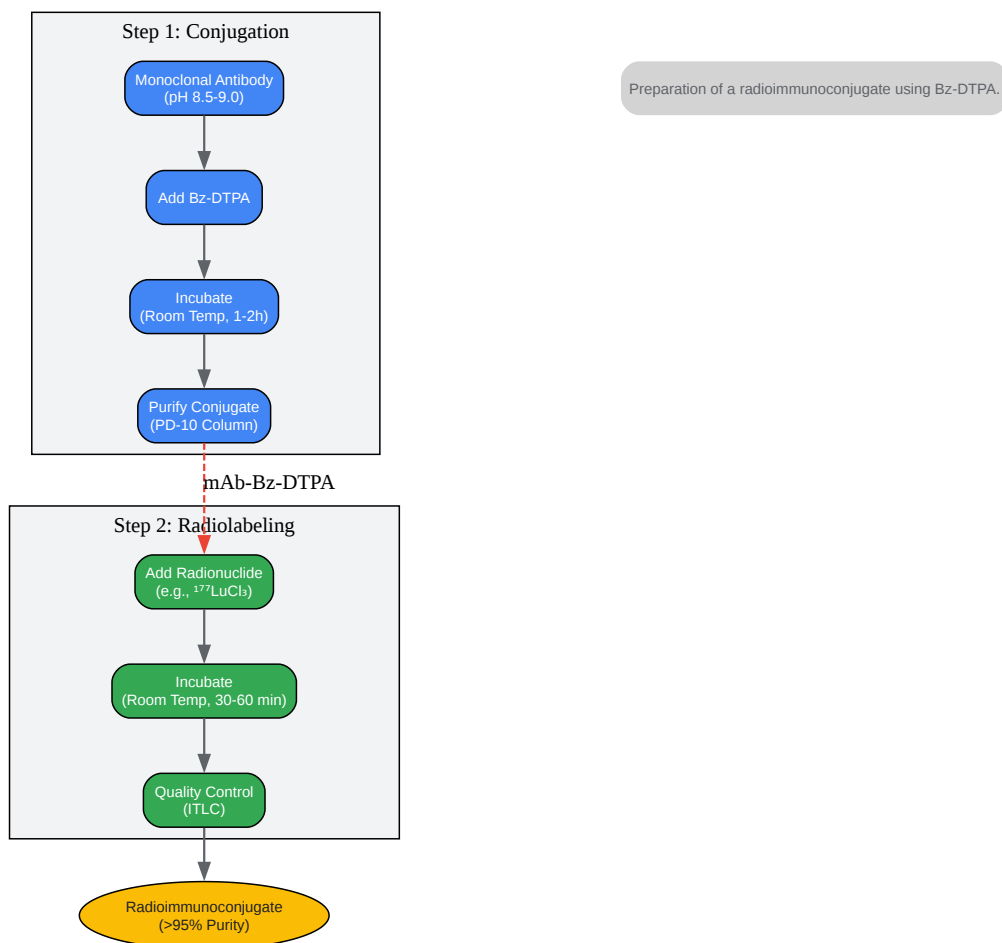 Step 1: Conjugation
Monoclonal Antibody
(pH 8.5-9.0)
Preparation of a radioimmunoconjugate using Bz-DTPA.
Add Bz-DTPA
Incubate
(Room Temp, 1-2h)
Purify Conjugate
(PD-10 Column)
mAb-Bz-DTPA
Step 2: Radiolabeling
Add Radionuclide
(e.g., ¹⁷⁷LuCl₃)
Incubate
(Room Temp, 30-60 min)
Quality Control
(ITLC)
Radioimmunoconjugate
(>95% Purity)